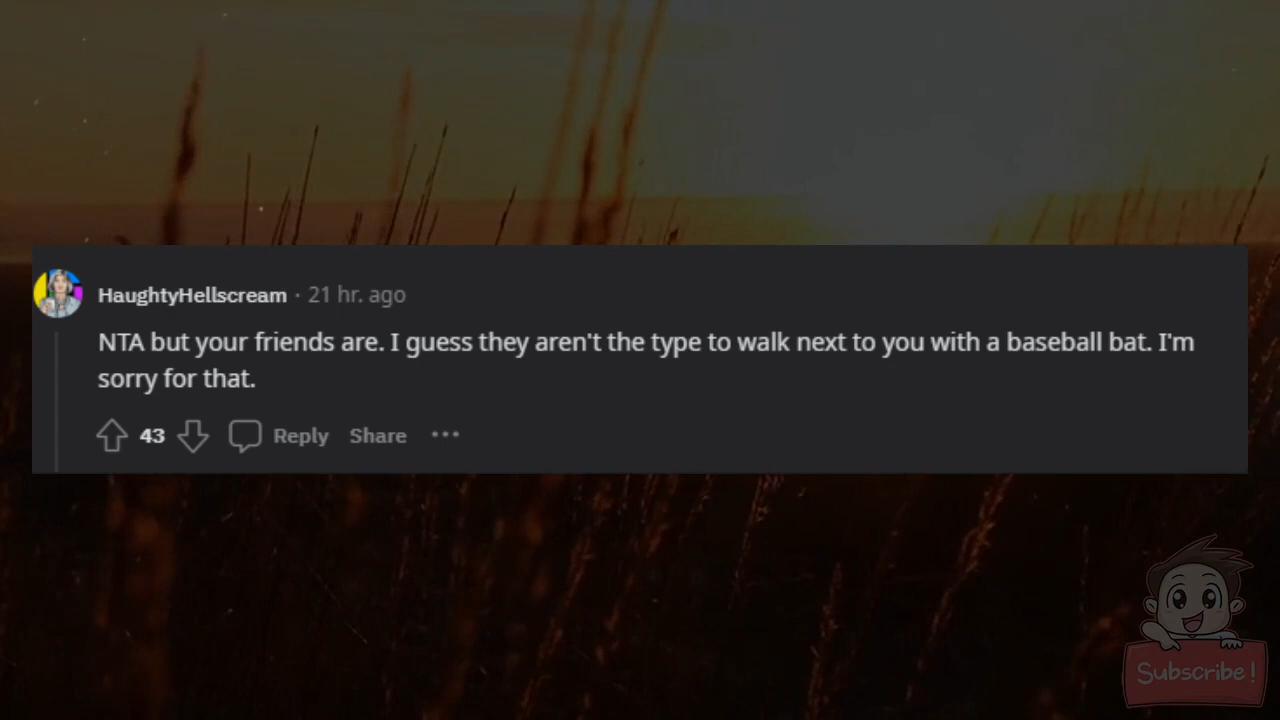 HaughtyHellscream · 21 hr. ago
NTA but your friends are. I guess they aren't the type to walk next to you with a baseball bat. I'm
sorry for that.
43 Reply Share ···
Subscribe!